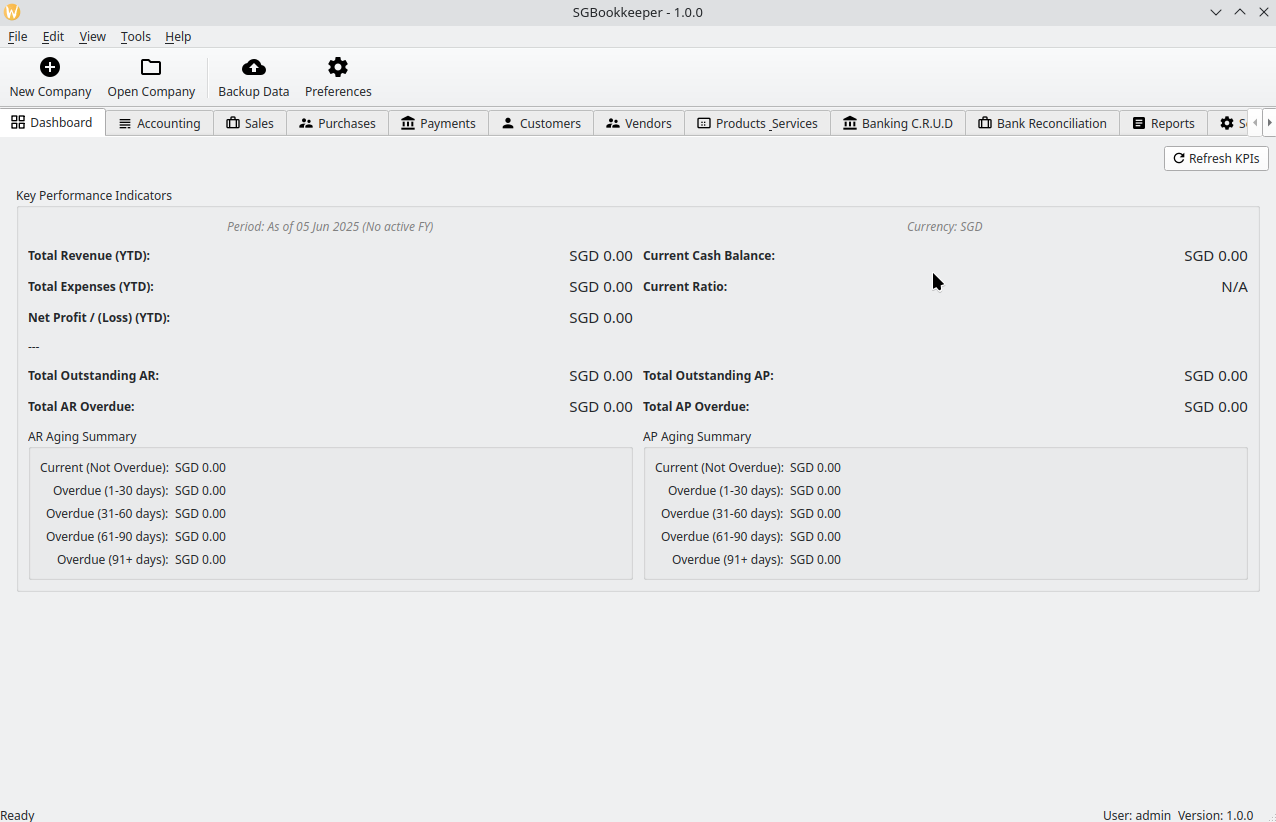 SGBookkeeper - 1.0.0
File Edit View Tools Help
New Company Open Company Backup Data Preferences
Dashboard Accounting Sales Purchases Payments Customers Vendors Products _Services Banking C.R.U.D Bank Reconciliation Reports
Refresh KPIs
Key Performance Indicators
Period: As of 05 Jun 2025 (No active FY) Currency: SGD
Total Revenue (YTD): SGD 0.00 Current Cash Balance: SGD 0.00
Total Expenses (YTD): SGD 0.00 Current Ratio: N/A
Net Profit / (Loss) (YTD): SGD 0.00
---
Total Outstanding AR: SGD 0.00 Total Outstanding AP: SGD 0.00
Total AR Overdue: SGD 0.00 Total AP Overdue: SGD 0.00
AR Aging Summary AP Aging Summary
Current (Not Overdue): SGD 0.00 Current (Not Overdue): SGD 0.00
Overdue (1-30 days): SGD 0.00 Overdue (1-30 days): SGD 0.00
Overdue (31-60 days): SGD 0.00 Overdue (31-60 days): SGD 0.00
Overdue (61-90 days): SGD 0.00 Overdue (61-90 days): SGD 0.00
Overdue (91+ days): SGD 0.00 Overdue (91+ days): SGD 0.00
Ready User: admin Version: 1.0.0